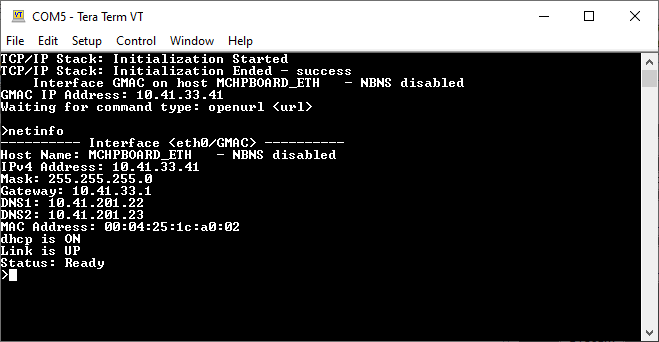 COM5 - Tera Term VT
File Edit Setup Control Window Help
TCP/IP Stack: Initialization Started
TCP/IP Stack: Initialization Ended - success
    Interface GMAC on host MCHPBOARD_ETH   - NBNS disabled
GMAC IP Address: 10.41.33.41
Waiting for command type: openurl <url>
>netinfo
---------- Interface <eth0/GMAC> ----------
Host Name: MCHPBOARD_ETH   - NBNS disabled
IPv4 Address: 10.41.33.41
Mask: 255.255.255.0
Gateway: 10.41.33.1
DNS1: 10.41.201.22
DNS2: 10.41.201.23
MAC Address: 00:04:25:1c:a0:02
dhcp is ON
Link is UP
Status: Ready
>